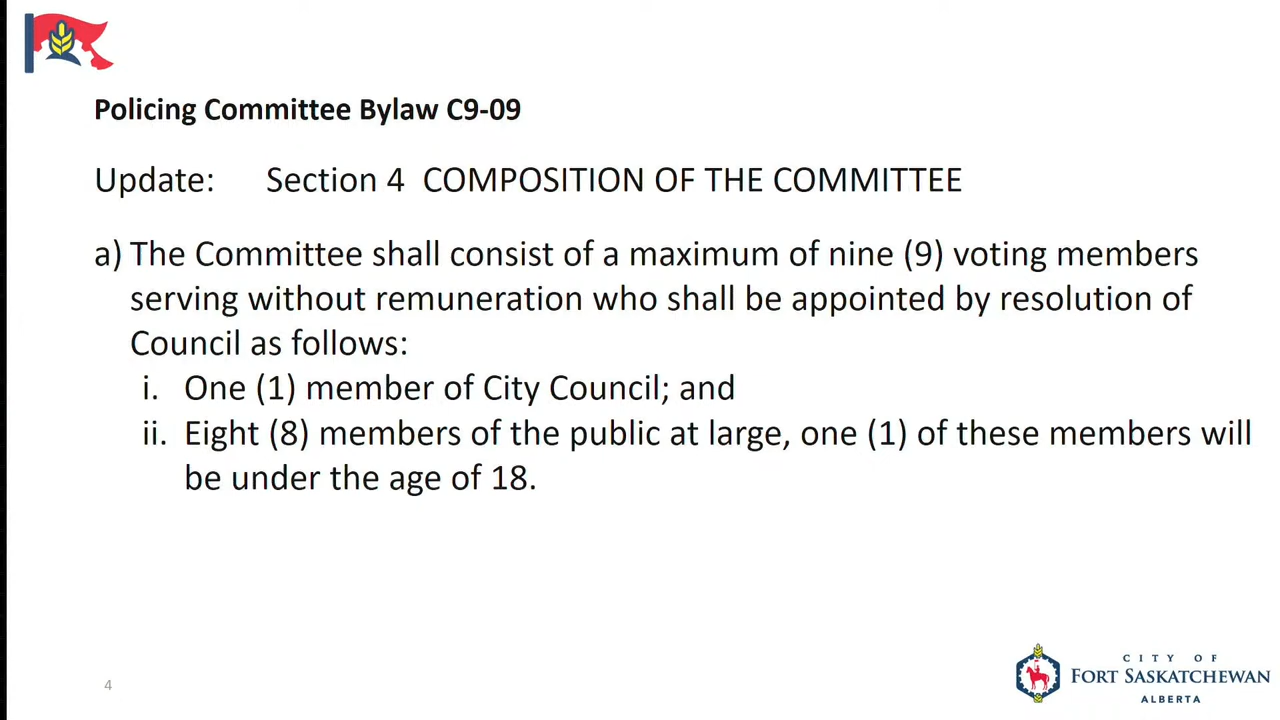 Policing Committee Bylaw C9-09
Update: Section 4 COMPOSITION OF THE COMMITTEE
a) The Committee shall consist of a maximum of nine (9) voting members
serving without remuneration who shall be appointed by resolution of
Council as follows:
i. One (1) member of City Council; and
ii. Eight (8) members of the public at large, one (1) of these members will
be under the age of 18.
4
CITY OF
FORT SASKATCHEWAN
ALBERTA